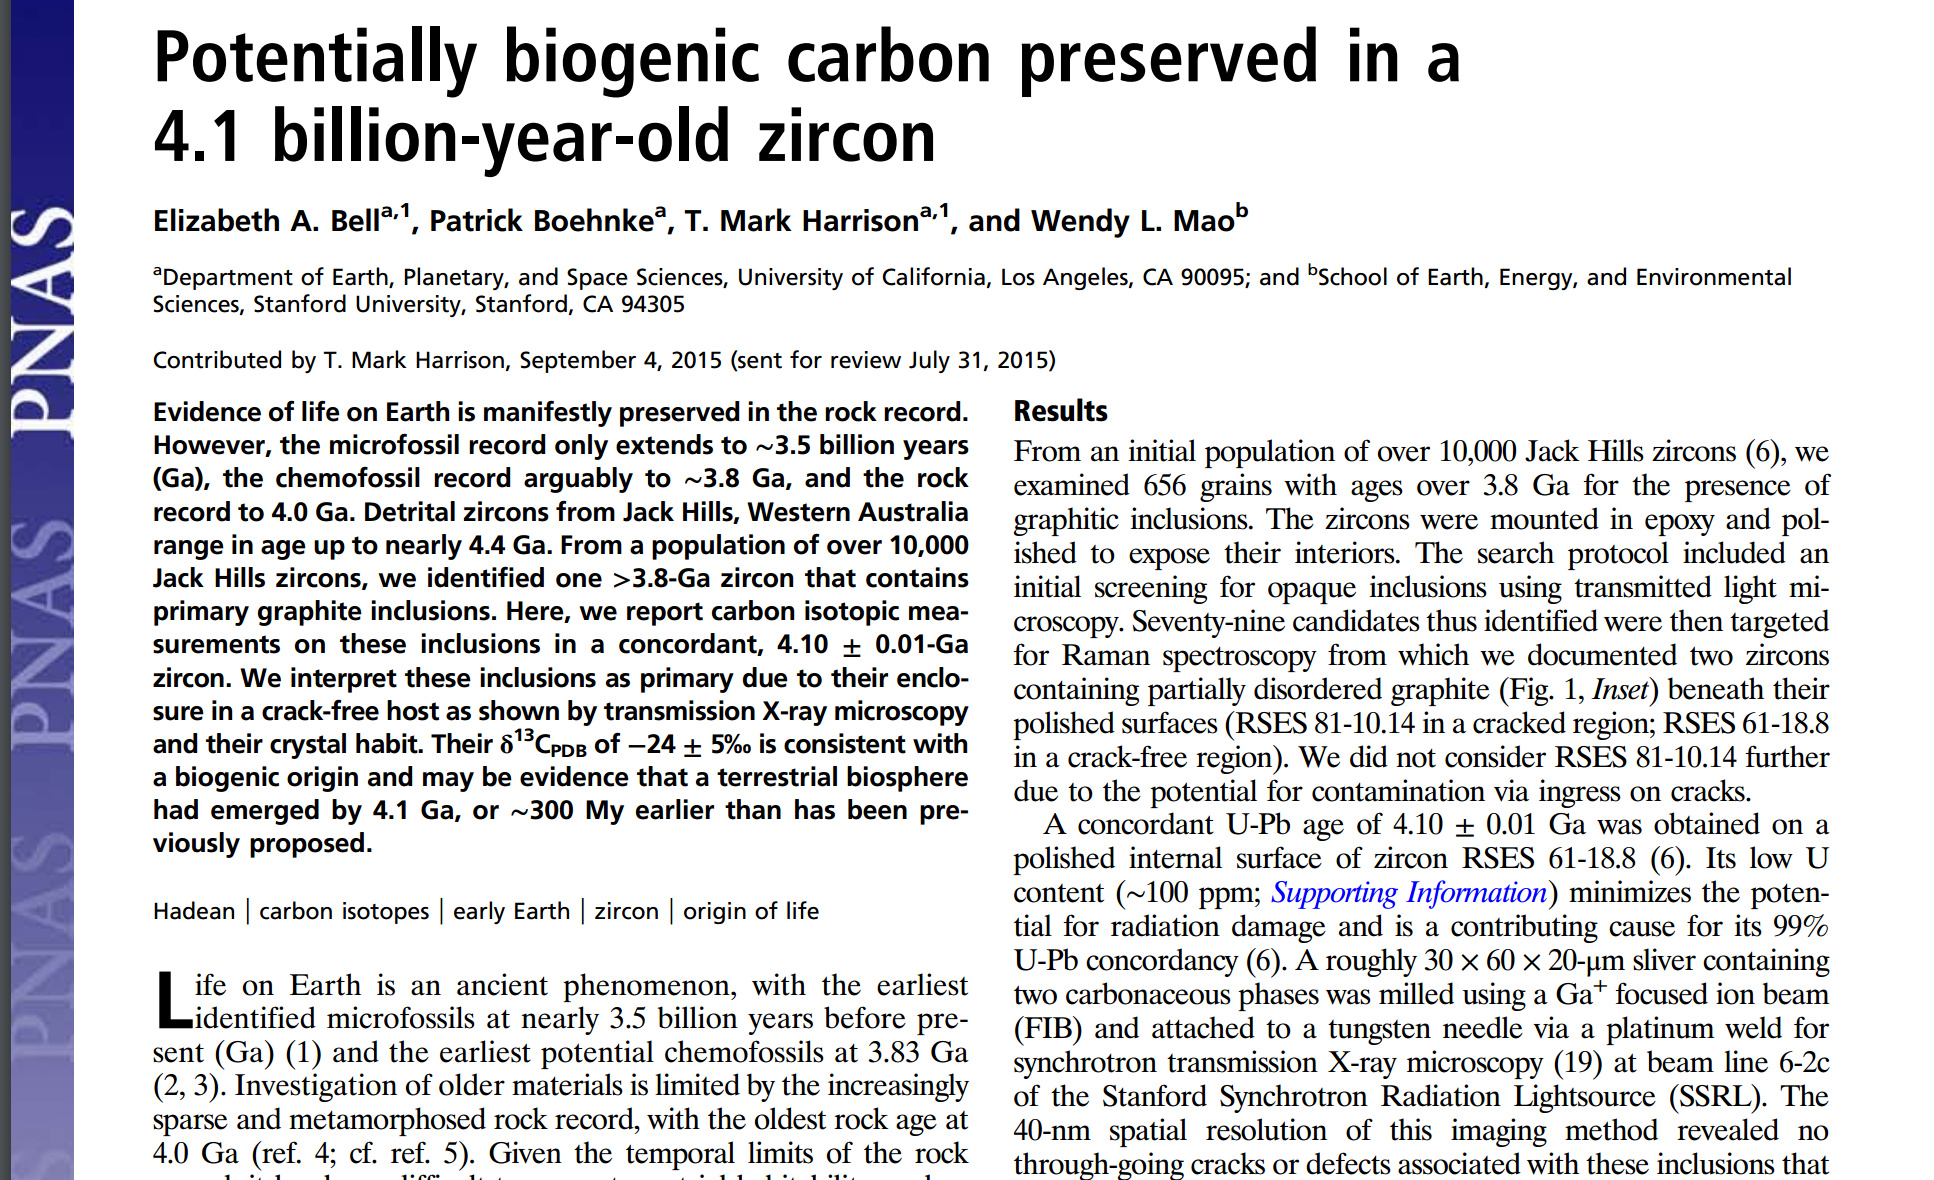 Potentially biogenic carbon preserved in a
4.1 billion-year-old zircon
Elizabeth A. Bell^a,1, Patrick Boehnke^a, T. Mark Harrison^a,1, and Wendy L. Mao^b
^aDepartment of Earth, Planetary, and Space Sciences, University of California, Los Angeles, CA 90095; and ^bSchool of Earth, Energy, and Environmental
Sciences, Stanford University, Stanford, CA 94305
Contributed by T. Mark Harrison, September 4, 2015 (sent for review July 31, 2015)
Evidence of life on Earth is manifestly preserved in the rock record.
However, the microfossil record only extends to ~3.5 billion years
(Ga), the chemofossil record arguably to ~3.8 Ga, and the rock
record to 4.0 Ga. Detrital zircons from Jack Hills, Western Australia
range in age up to nearly 4.4 Ga. From a population of over 10,000
Jack Hills zircons, we identified one >3.8-Ga zircon that contains
primary graphite inclusions. Here, we report carbon isotopic mea-
surements on these inclusions in a concordant, 4.10 ± 0.01-Ga
zircon. We interpret these inclusions as primary due to their enclo-
sure in a crack-free host as shown by transmission X-ray microscopy
and their crystal habit. Their δ¹³C_PDB of −24 ± 5‰ is consistent with
a biogenic origin and may be evidence that a terrestrial biosphere
had emerged by 4.1 Ga, or ~300 My earlier than has been pre-
viously proposed.
Hadean | carbon isotopes | early Earth | zircon | origin of life
Life on Earth is an ancient phenomenon, with the earliest
identified microfossils at nearly 3.5 billion years before pre-
sent (Ga) (1) and the earliest potential chemofossils at 3.83 Ga
(2, 3). Investigation of older materials is limited by the increasingly
sparse and metamorphosed rock record, with the oldest rock age at
4.0 Ga (ref. 4; cf. ref. 5). Given the temporal limits of the rock
Results
From an initial population of over 10,000 Jack Hills zircons (6), we
examined 656 grains with ages over 3.8 Ga for the presence of
graphitic inclusions. The zircons were mounted in epoxy and pol-
ished to expose their interiors. The search protocol included an
initial screening for opaque inclusions using transmitted light mi-
croscopy. Seventy-nine candidates thus identified were then targeted
for Raman spectroscopy from which we documented two zircons
containing partially disordered graphite (Fig. 1, Inset) beneath their
polished surfaces (RSES 81-10.14 in a cracked region; RSES 61-18.8
in a crack-free region). We did not consider RSES 81-10.14 further
due to the potential for contamination via ingress on cracks.
A concordant U-Pb age of 4.10 ± 0.01 Ga was obtained on a
polished internal surface of zircon RSES 61-18.8 (6). Its low U
content (~100 ppm; Supporting Information) minimizes the poten-
tial for radiation damage and is a contributing cause for its 99%
U-Pb concordancy (6). A roughly 30 × 60 × 20-μm sliver containing
two carbonaceous phases was milled using a Ga⁺ focused ion beam
(FIB) and attached to a tungsten needle via a platinum weld for
synchrotron transmission X-ray microscopy (19) at beam line 6-2c
of the Stanford Synchrotron Radiation Lightsource (SSRL). The
40-nm spatial resolution of this imaging method revealed no
through-going cracks or defects associated with these inclusions that
PNAS
PNAS
PNAS